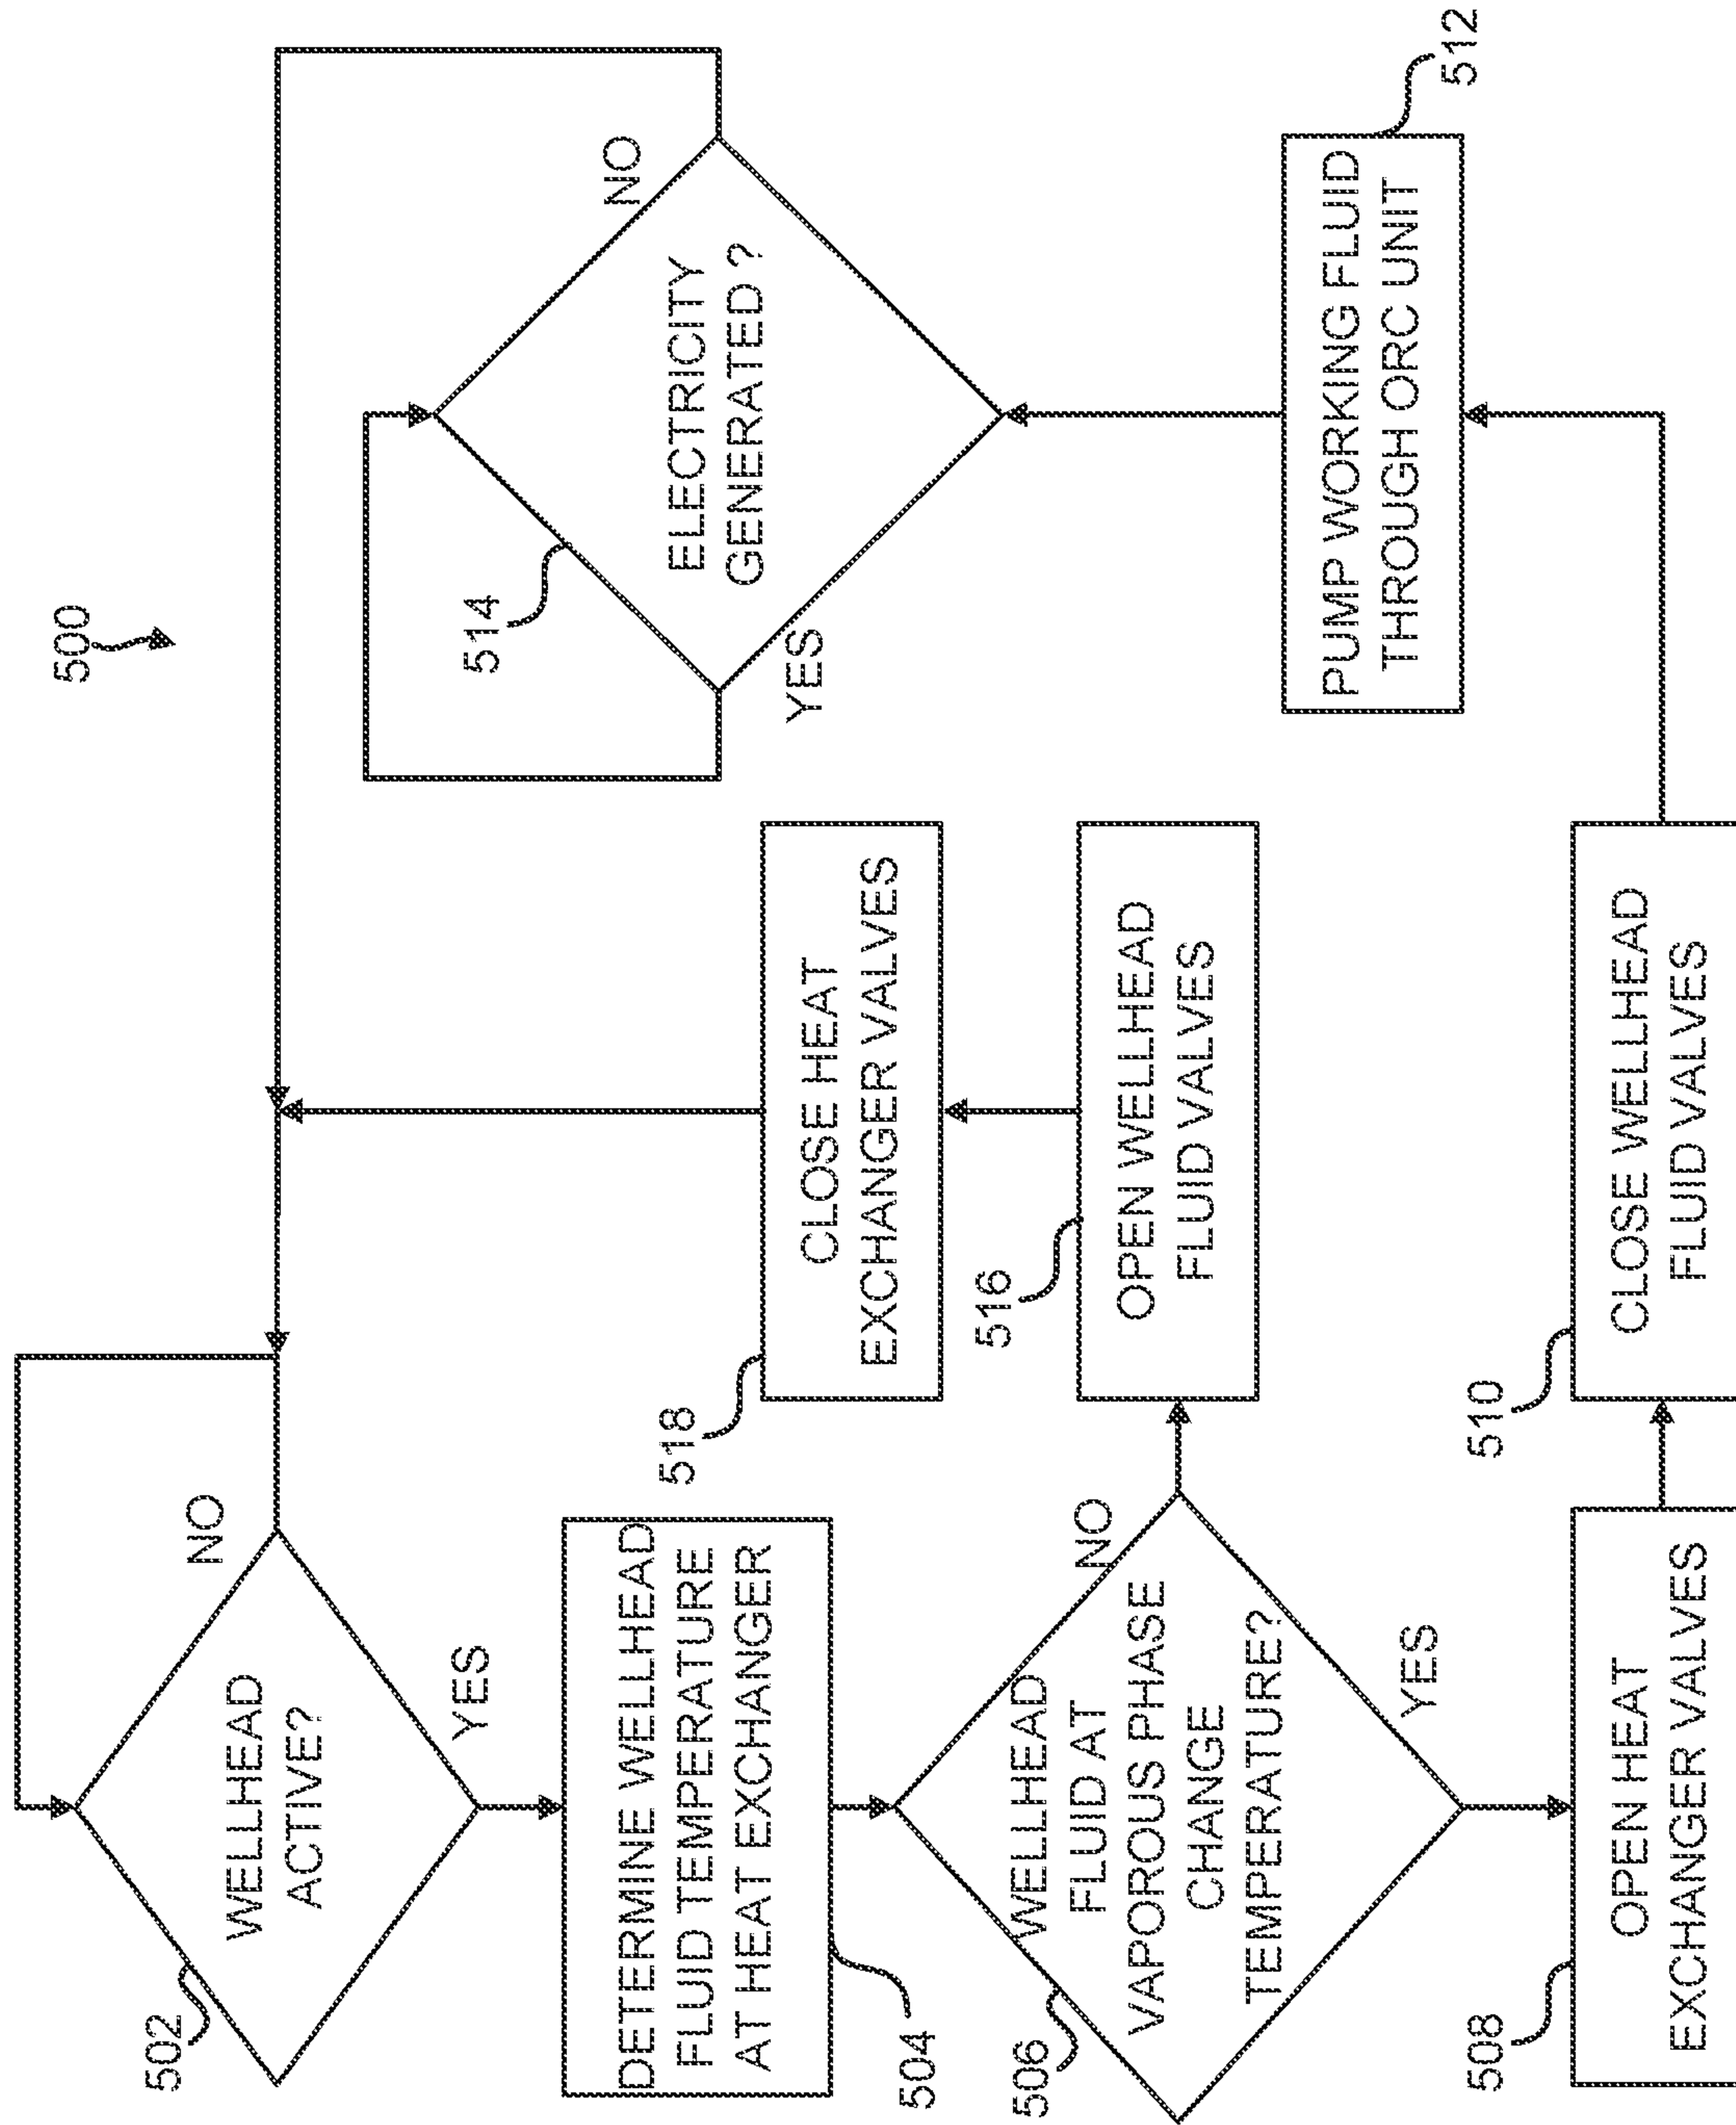 500
502
WELLHEAD
ACTIVE?
NO
YES
DETERMINE WELLHEAD
FLUID TEMPERATURE
AT HEAT EXCHANGER
504
506
WELLHEAD
FLUID AT
VAPOROUS PHASE
CHANGE
TEMPERATURE?
NO
YES
508
OPEN HEAT
EXCHANGER VALVES
510
CLOSE WELLHEAD
FLUID VALVES
516
OPEN WELLHEAD
FLUID VALVES
518
CLOSE HEAT
EXCHANGER VALVES
512
PUMP WORKING FLUID
THROUGH ORC UNIT
514
ELECTRICITY
GENERATED ?
YES
NO